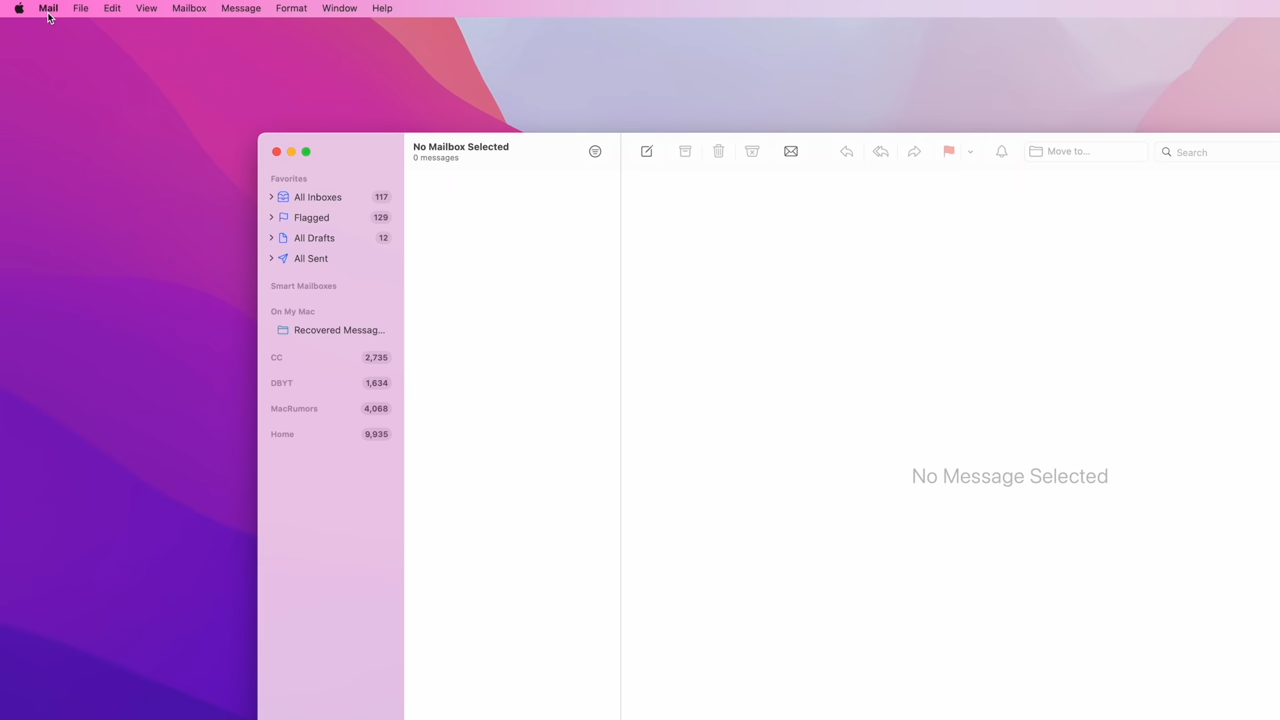 Mail File Edit View Mailbox Message Format Window Help
No Mailbox Selected
0 messages
Move to...
Search
Favorites
All Inboxes 117
Flagged 129
All Drafts 12
All Sent
Smart Mailboxes
On My Mac
Recovered Messag...
CC 2,735
DBYT 1,634
MacRumors 4,068
Home 9,935
No Message Selected